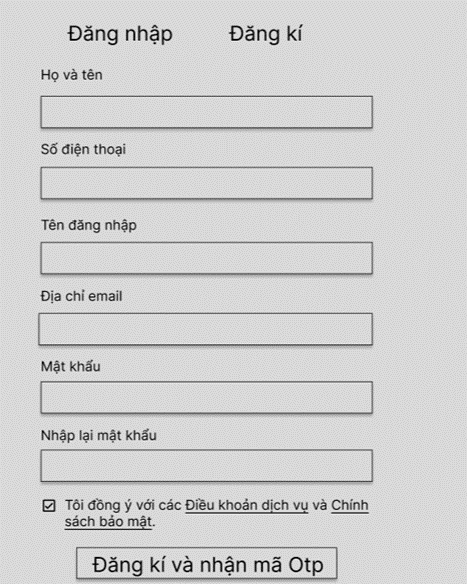 Đăng nhập Đăng kí
Họ và tên
Số điện thoại
Tên đăng nhập
Địa chỉ email
Mật khẩu
Nhập lại mật khẩu
Tôi đồng ý với các Điều khoản dịch vụ và Chính
sách bảo mật.
Đăng kí và nhận mã Otp